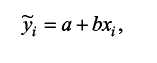 ỹᵢ = a + bxᵢ,